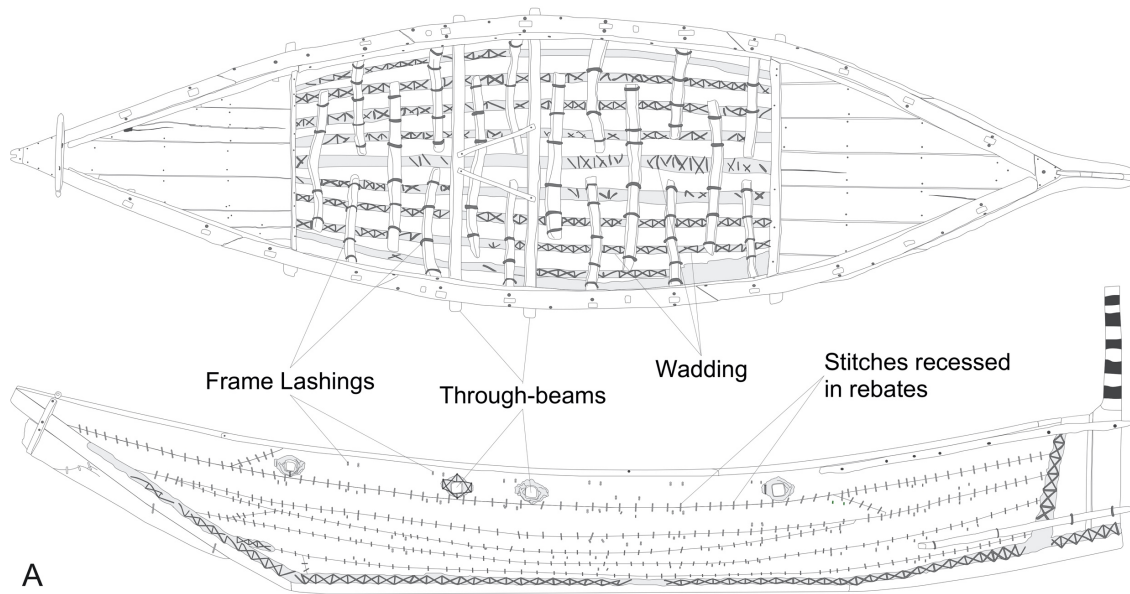 Frame Lashings
Through-beams
Wadding
Stitches recessed
in rebates
A